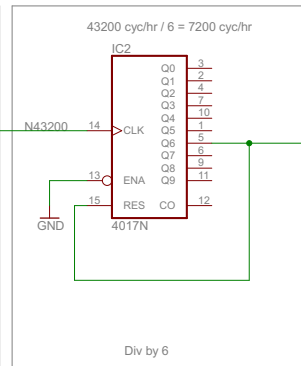 43200 cyc/hr / 6 = 7200 cyc/hr
IC2
Q0 3
Q1 2
Q2 4
Q3 7
Q4 10
N43200 14 CLK Q5 1
Q6 5
Q7 6
Q8 9
13 ENA Q9 11
15 RES CO 12
GND
4017N
Div by 6